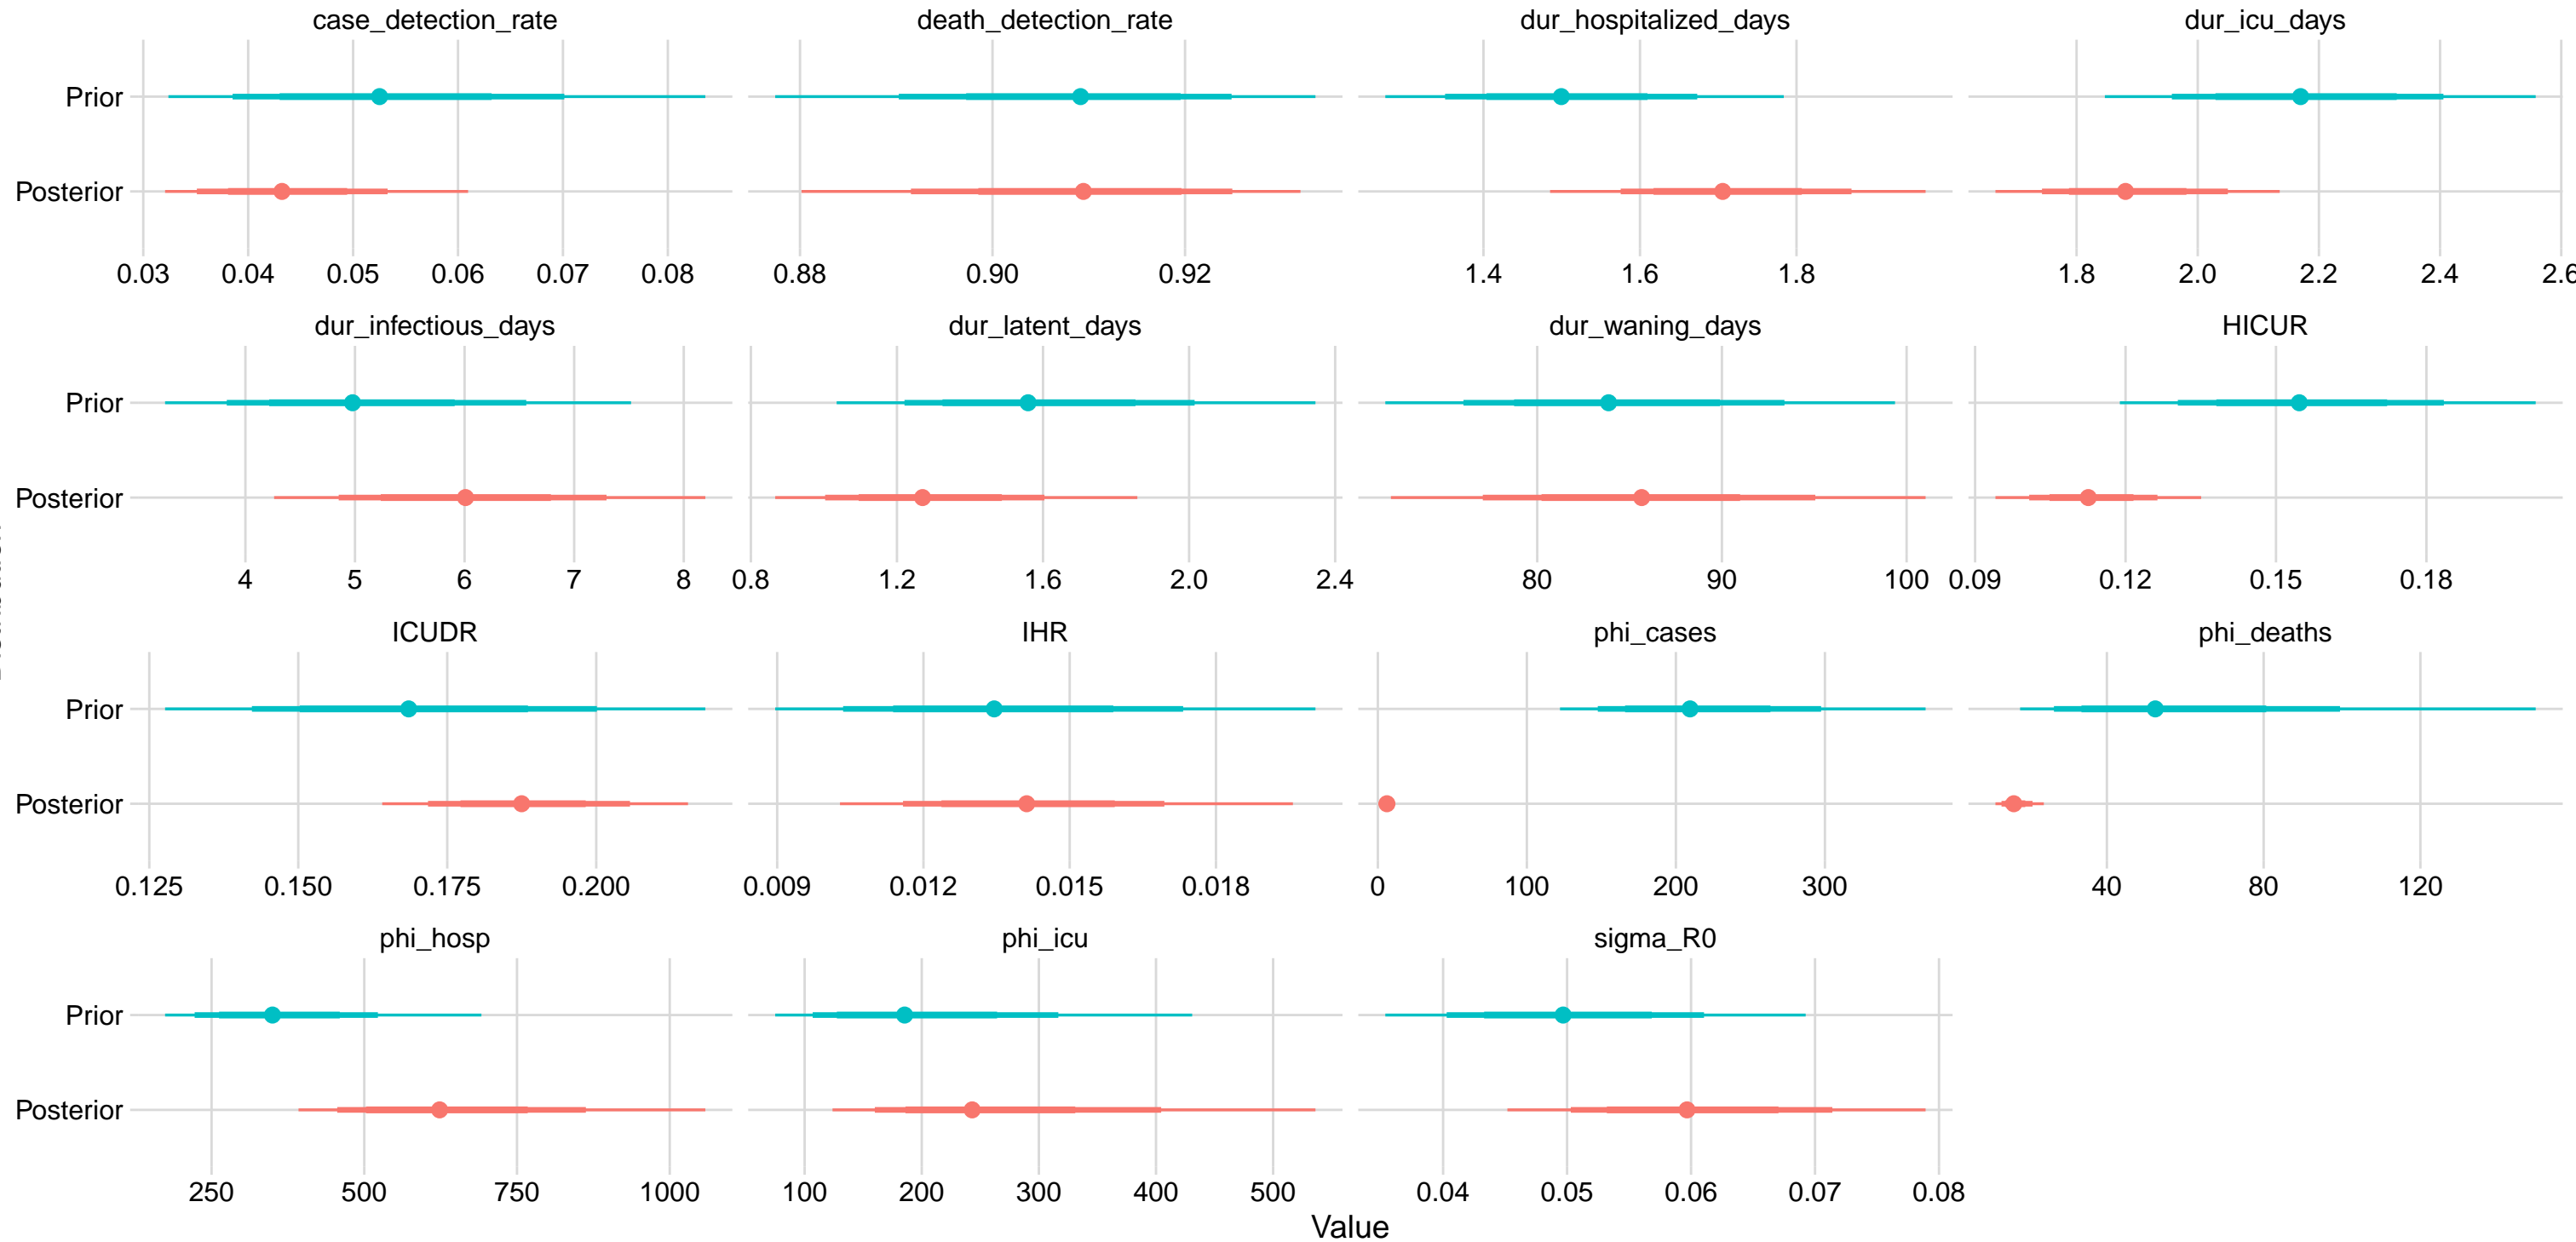 case_detection_rate death_detection_rate dur_hospitalized_days dur_icu_days
Prior
Posterior
0.03 0.04 0.05 0.06 0.07 0.08 0.88 0.90 0.92 1.4 1.6 1.8 1.8 2.0 2.2 2.4 2.6
dur_infectious_days dur_latent_days dur_waning_days HICUR
Prior
Posterior
4 5 6 7 8 0.8 1.2 1.6 2.0 2.4 80 90 100 0.09 0.12 0.15 0.18
ICUDR IHR phi_cases phi_deaths
Prior
Posterior
0.125 0.150 0.175 0.200 0.009 0.012 0.015 0.018 0 100 200 300 40 80 120
phi_hosp phi_icu sigma_R0
Prior
Posterior
250 500 750 1000 100 200 300 400 500 0.04 0.05 0.06 0.07 0.08
Value